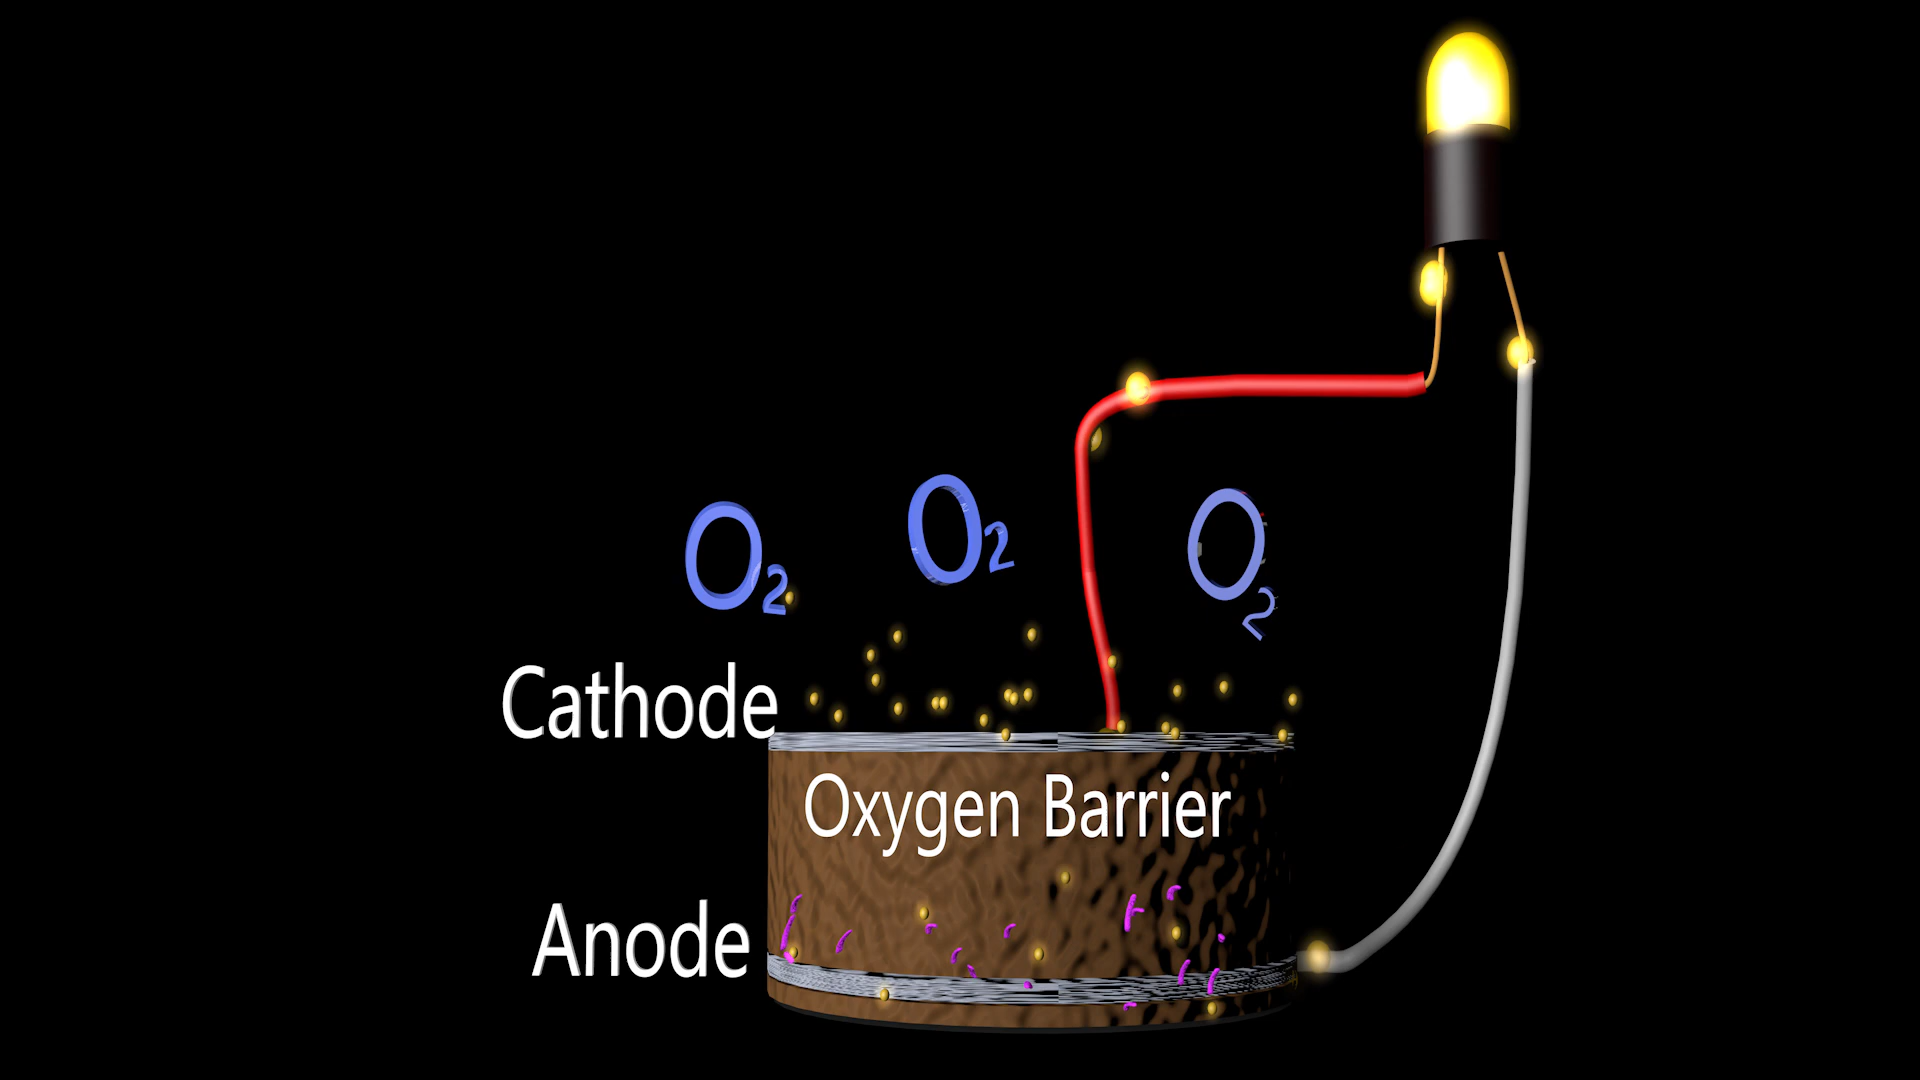 O₂
O₂
O₂
Cathode
Oxygen Barrier
Anode